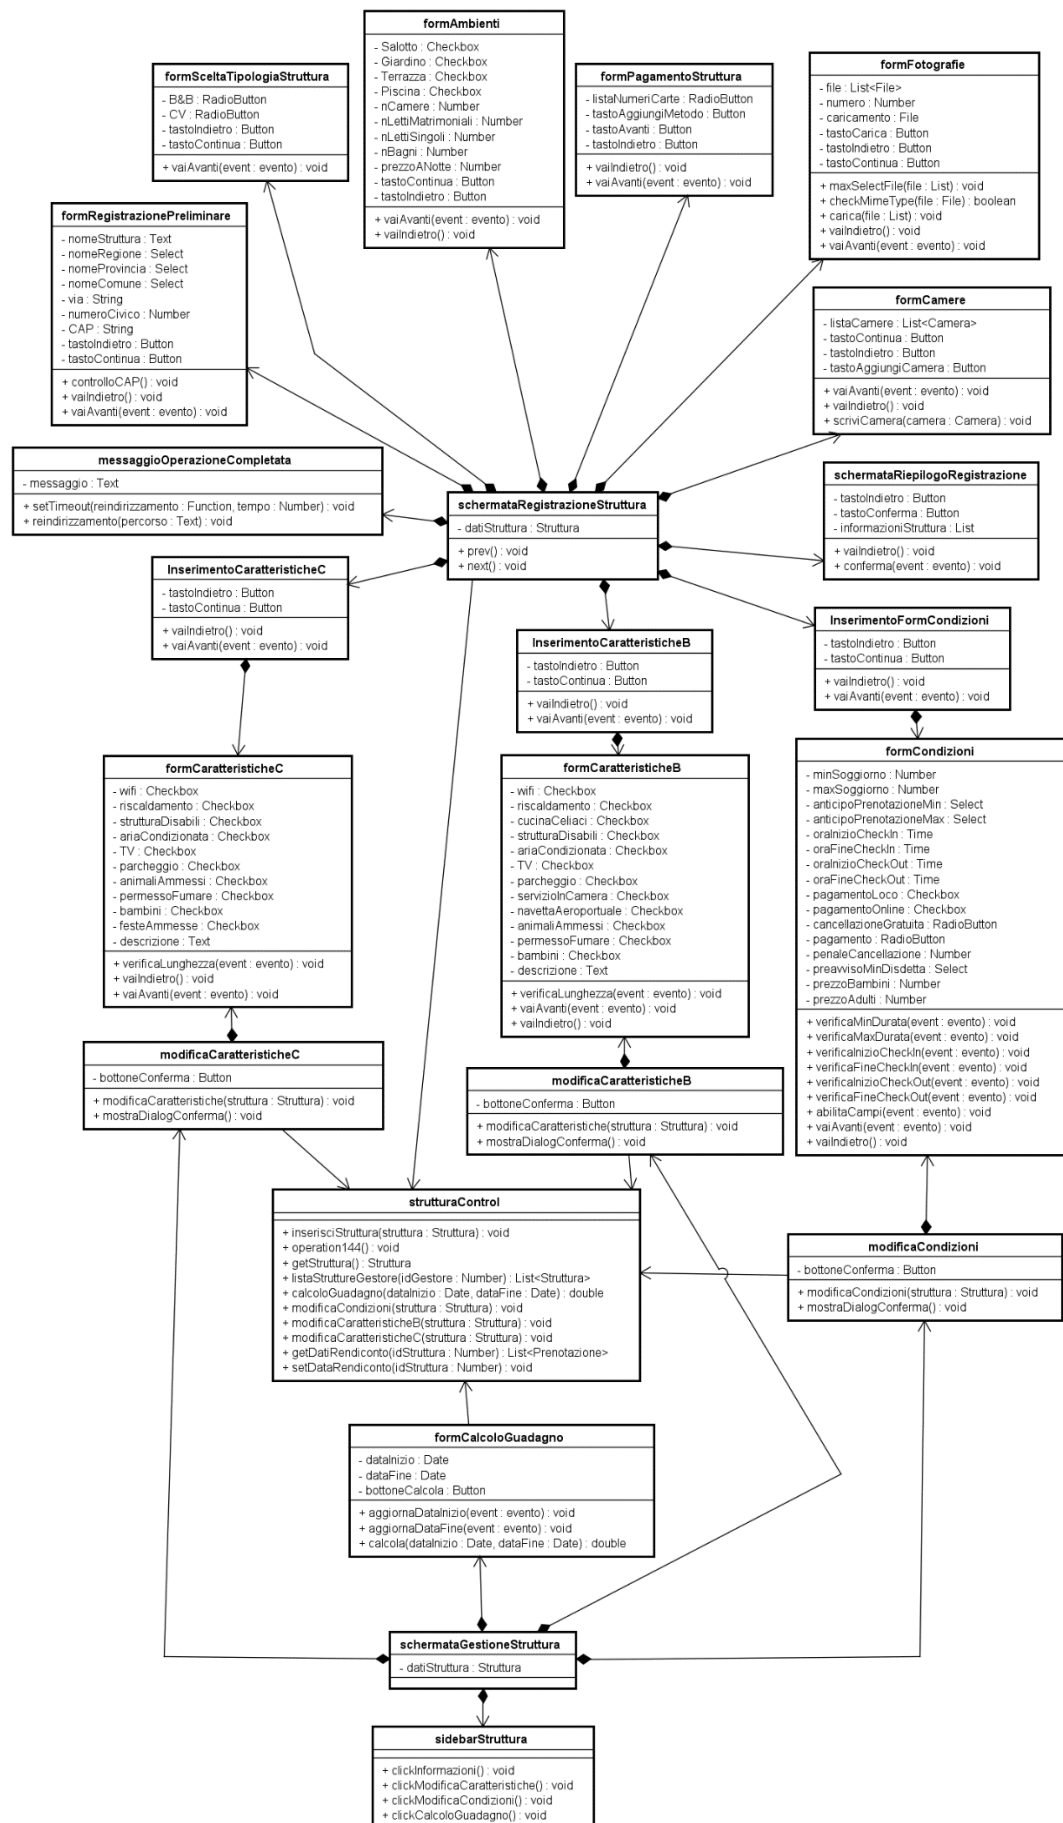 formAmbienti
- Salotto : Checkbox
- Giardino : Checkbox
- Terrazza : Checkbox
- Piscina : Checkbox
- nCamere : Number
- nLettiMatrimoniali : Number
- nLettiSingoli : Number
- nBagni : Number
- prezzoANotte : Number
- tastoContinua : Button
- tastoIndietro : Button
+ vaiAvanti(event : evento) : void
+ vaiIndietro() : void
formSceltaTipologiaStruttura
- B&B : RadioButton
- CV : RadioButton
- tastoIndietro : Button
- tastoContinua : Button
+ vaiAvanti(event : evento) : void
formPagamentoStruttura
- listaNumeriCarte : RadioButton
- tastoAggiungiMetodo : Button
- tastoAvanti : Button
- tastoIndietro : Button
+ vaiIndietro() : void
+ vaiAvanti(event : evento) : void
formFotografie
- file : List<File>
- numero : Number
- caricamento : File
- tastoCarica : Button
- tastoIndietro : Button
- tastoContinua : Button
+ maxSelectFile(file : List) : void
+ checkMimeType(file : File) : boolean
+ carica(file : List) : void
+ vaiIndietro() : void
+ vaiAvanti(event : evento) : void
formRegistrazionePreliminare
- nomeStruttura : Text
- nomeRegione : Select
- nomeProvincia : Select
- nomeComune : Select
- via : String
- numeroCivico : Number
- CAP : String
- tastoIndietro : Button
- tastoContinua : Button
+ controlloCAP() : void
+ vaiIndietro() : void
+ vaiAvanti(event : evento) : void
formCamere
- listaCamere : List<Camera>
- tastoContinua : Button
- tastoIndietro : Button
- tastoAggiungiCamera : Button
+ vaiAvanti(event : evento) : void
+ vaiIndietro() : void
+ scriviCamera(camera : Camera) : void
messaggioOperazioneCompletata
- messaggio : Text
+ setTimeout(reindirizzamento : Function, tempo : Number) : void
+ reindirizzamento(percorso : Text) : void
schermataRegistrazioneStruttura
- datiStruttura : Struttura
+ prev() : void
+ next() : void
schermataRiepilogoRegistrazione
- tastoIndietro : Button
- tastoConferma : Button
- informazioniStruttura : List
+ vaiIndietro() : void
+ conferma(event : evento) : void
InserimentoCaratteristicheC
- tastoIndietro : Button
- tastoContinua : Button
+ vaiIndietro() : void
+ vaiAvanti(event : evento) : void
InserimentoCaratteristicheB
- tastoIndietro : Button
- tastoContinua : Button
+ vaiIndietro() : void
+ vaiAvanti(event : evento) : void
InserimentoFormCondizioni
- tastoIndietro : Button
- tastoContinua : Button
+ vaiIndietro() : void
+ vaiAvanti(event : evento) : void
formCaratteristicheC
- wifi : Checkbox
- riscaldamento : Checkbox
- strutturaDisabili : Checkbox
- ariaCondizionata : Checkbox
- TV : Checkbox
- parcheggio : Checkbox
- animaliAmmessi : Checkbox
- permessoFumare : Checkbox
- bambini : Checkbox
- festeAmmesse : Checkbox
- descrizione : Text
+ verificaLunghezza(event : evento) : void
+ vaiIndietro() : void
+ vaiAvanti(event : evento) : void
formCaratteristicheB
- wifi : Checkbox
- riscaldamento : Checkbox
- cucinaCeliaci : Checkbox
- strutturaDisabili : Checkbox
- ariaCondizionata : Checkbox
- TV : Checkbox
- parcheggio : Checkbox
- servizioInCamera : Checkbox
- navettaAeroportuale : Checkbox
- animaliAmmessi : Checkbox
- permessoFumare : Checkbox
- bambini : Checkbox
- descrizione : Text
+ verificaLunghezza(event : evento) : void
+ vaiAvanti(event : evento) : void
+ vaiIndietro() : void
formCondizioni
- minSoggiorno : Number
- maxSoggiorno : Number
- anticipoPrenotazioneMin : Select
- anticipoPrenotazioneMax : Select
- oraInizioCheckIn : Time
- oraFineCheckIn : Time
- oraInizioCheckOut : Time
- oraFineCheckOut : Time
- pagamentoLoco : Checkbox
- pagamentoOnline : Checkbox
- cancellazioneGratuita : RadioButton
- pagamento : RadioButton
- penaleCancellazione : Number
- preavvisoMinDisdetta : Select
- prezzoBambini : Number
- prezzoAdulti : Number
+ verificaMinDurata(event : evento) : void
+ verificaMaxDurata(event : evento) : void
+ verificaInizioCheckIn(event : evento) : void
+ verificaFineCheckIn(event : evento) : void
+ verificaInizioCheckOut(event : evento) : void
+ verificaFineCheckOut(event : evento) : void
+ abilitaCampi(event : evento) : void
+ vaiAvanti(event : evento) : void
+ vaiIndietro() : void
modificaCaratteristicheC
- bottoneConferma : Button
+ modificaCaratteristiche(struttura : Struttura) : void
+ mostraDialogConferma() : void
modificaCaratteristicheB
- bottoneConferma : Button
+ modificaCaratteristiche(struttura : Struttura) : void
+ mostraDialogConferma() : void
strutturaControl
+ inserisciStruttura(struttura : Struttura) : void
+ operation144() : void
+ getStruttura() : Struttura
+ listaStruttureGestore(idGestore : Number) : List<Struttura>
+ calcoloGuadagno(dataInizio : Date, dataFine : Date) : double
+ modificaCondizioni(struttura : Struttura) : void
+ modificaCaratteristicheB(struttura : Struttura) : void
+ modificaCaratteristicheC(struttura : Struttura) : void
+ getDatiRendiconto(idStruttura : Number) : List<Prenotazione>
+ setDataRendiconto(idStruttura : Number) : void
modificaCondizioni
- bottoneConferma : Button
+ modificaCondizioni(struttura : Struttura) : void
+ mostraDialogConferma() : void
formCalcoloGuadagno
- dataInizio : Date
- dataFine : Date
- bottoneCalcola : Button
+ aggiornaDataInizio(event : evento) : void
+ aggiornaDataFine(event : evento) : void
+ calcola(dataInizio : Date, dataFine : Date) : double
schermataGestioneStruttura
- datiStruttura : Struttura
sidebarStruttura
+ clickInformazioni() : void
+ clickModificaCaratteristiche() : void
+ clickModificaCondizioni() : void
+ clickCalcoloGuadagno() : void